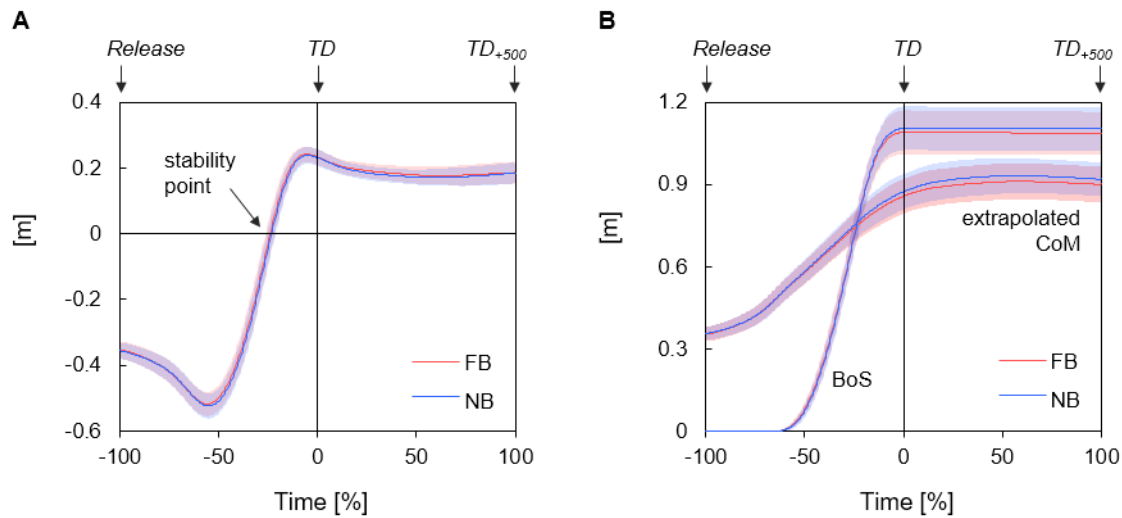 A
Release
TD
TD+500
0.4
0.2
0
-0.2
-0.4
-0.6
[m]
stability
point
FB
NB
-100
-50
0
50
100
Time [%]
B
Release
TD
TD+500
1.2
0.9
0.6
0.3
0
[m]
extrapolated
CoM
BoS
FB
NB
-100
-50
0
50
100
Time [%]